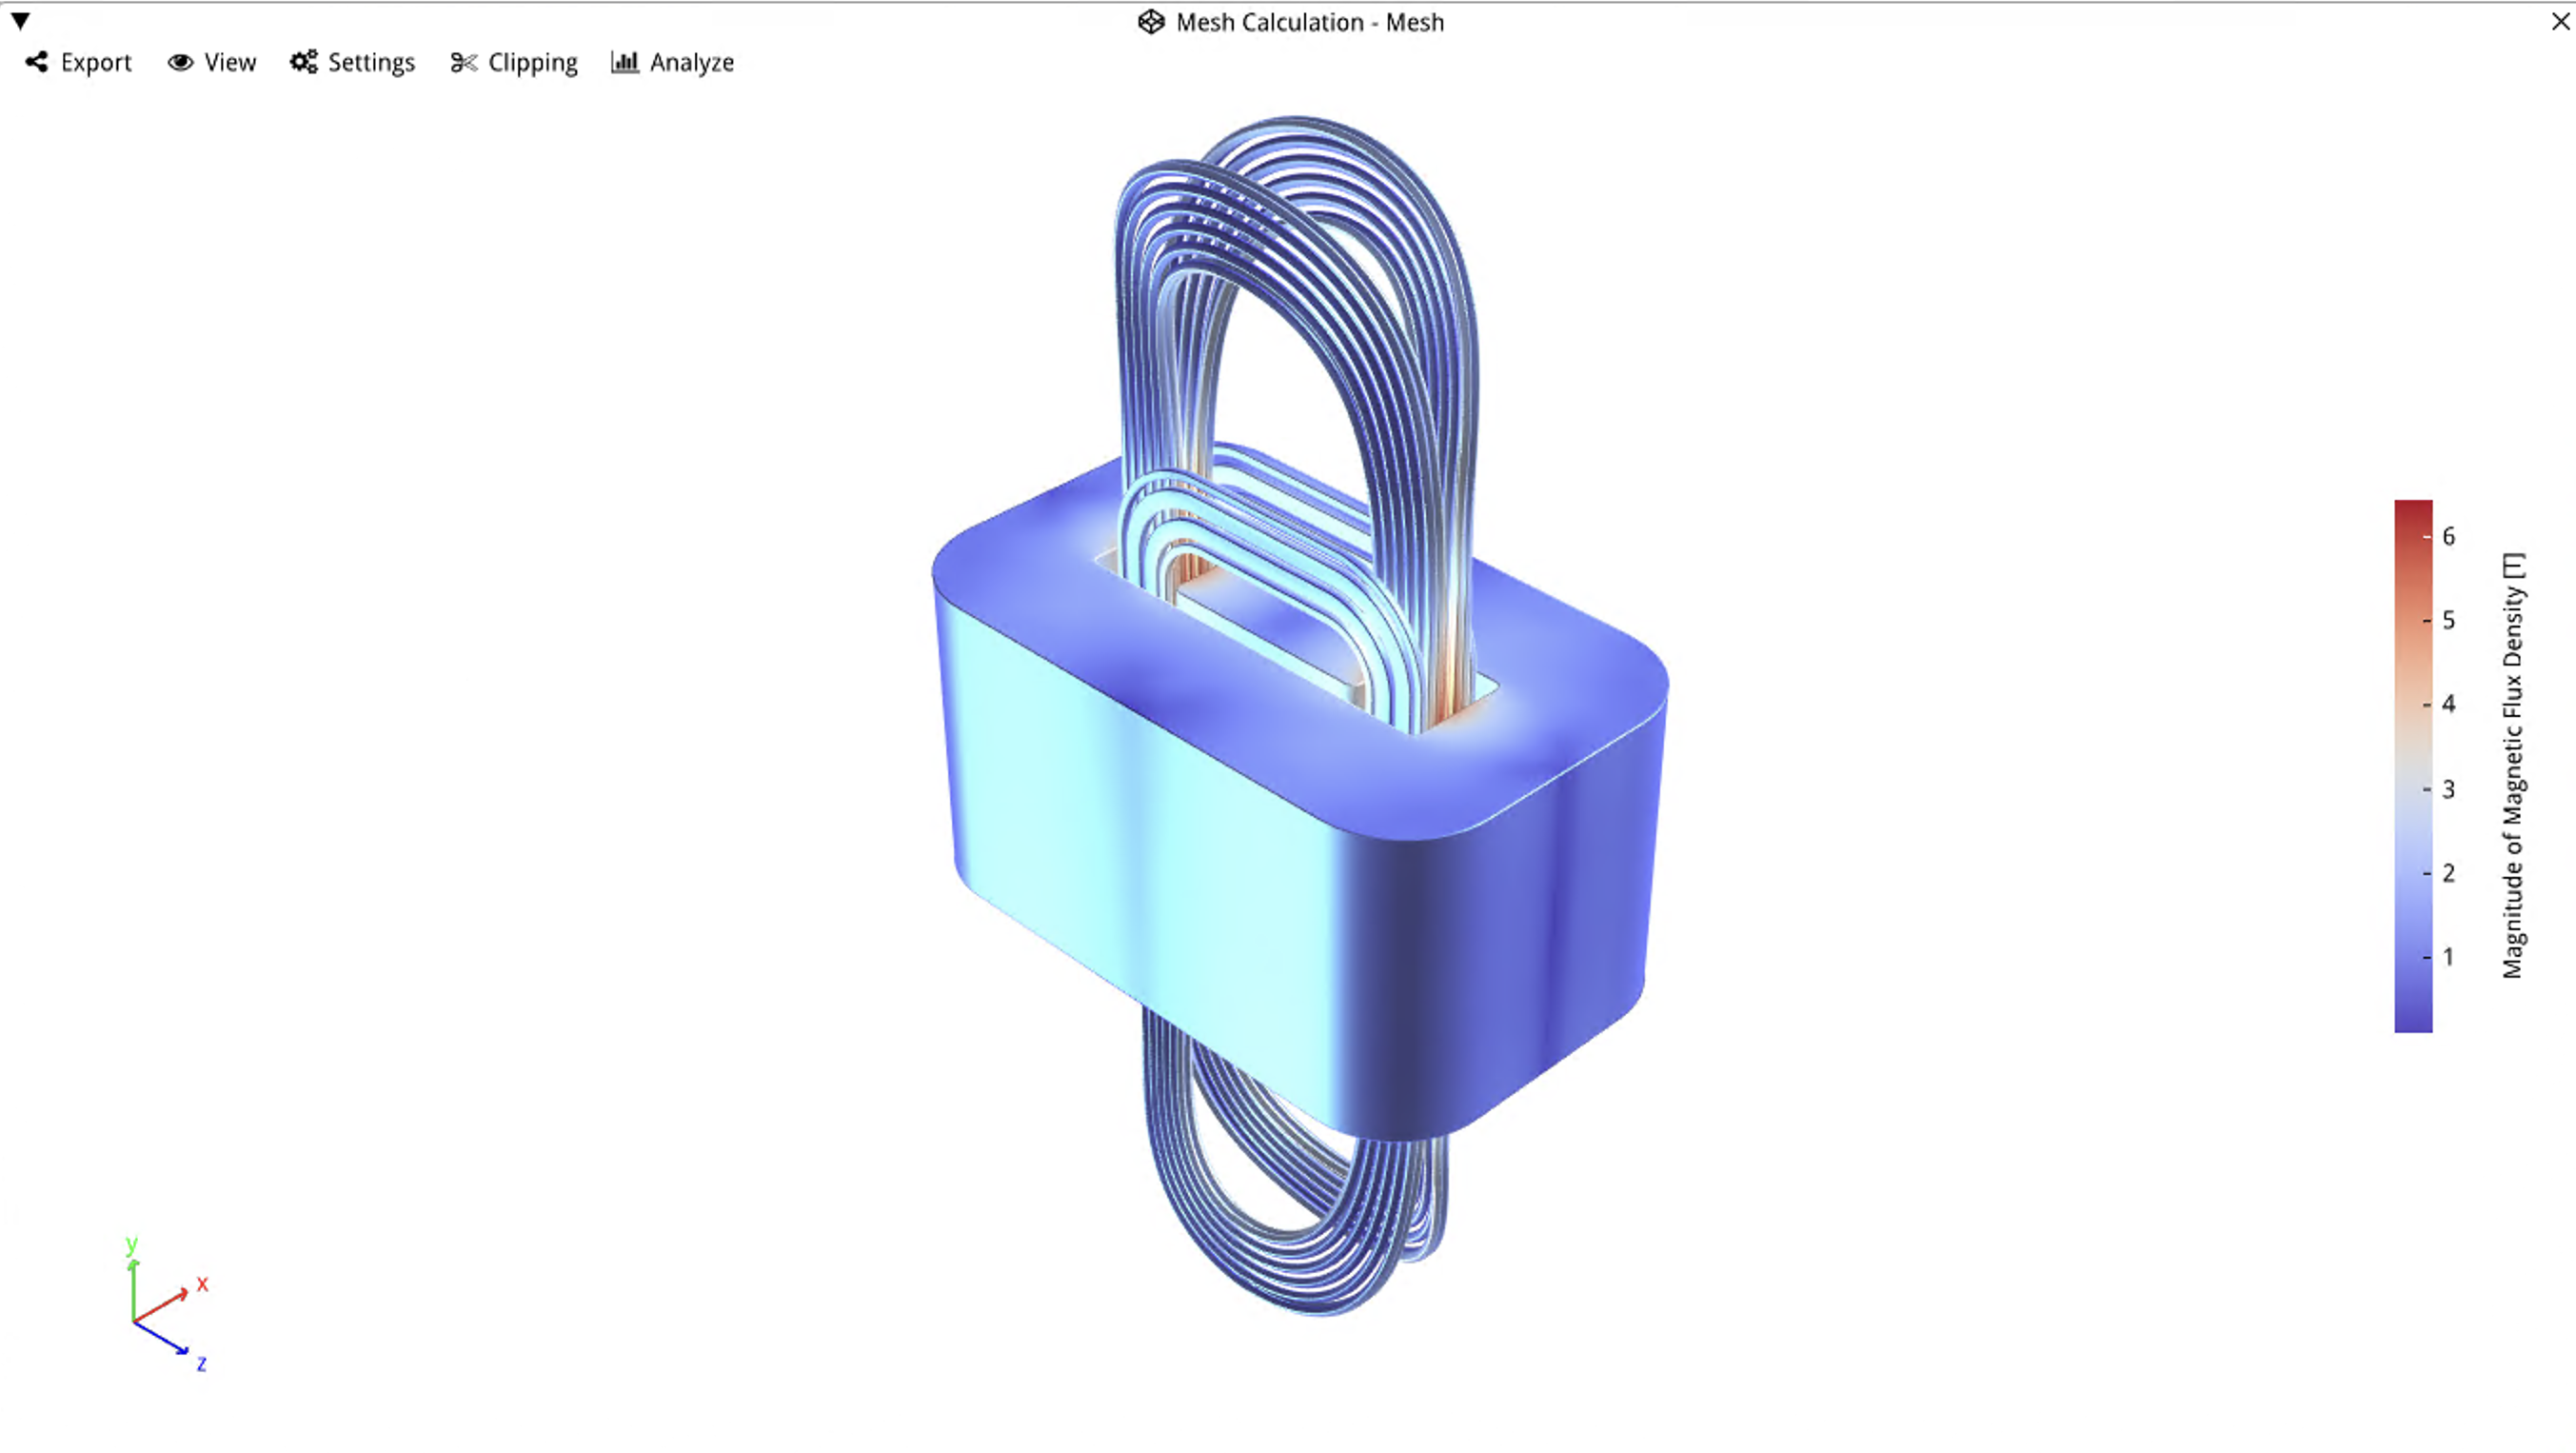 Mesh Calculation - Mesh
Export View Settings Clipping Analyze
6
5
4
3
2
1
Magnitude of Magnetic Flux Density [T]
y
x
z